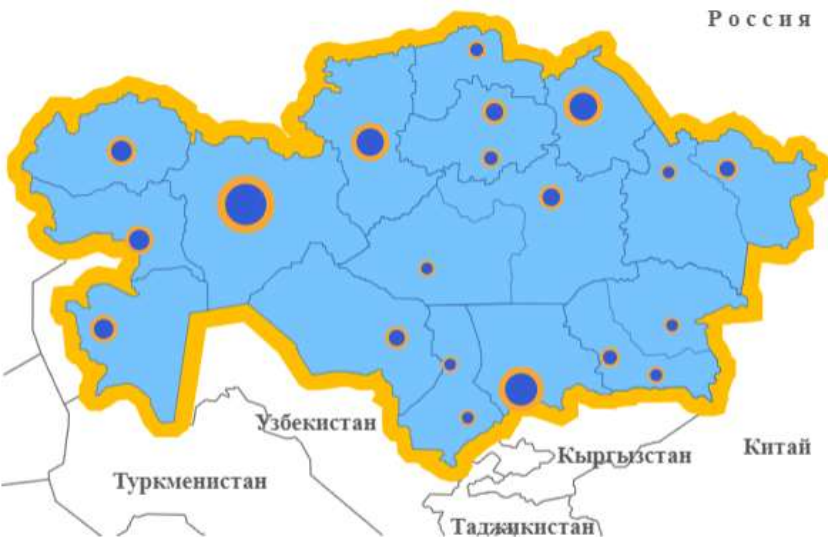 Россия
Узбекистан
Кыргызстан
Китай
Туркменистан
Таджикистан